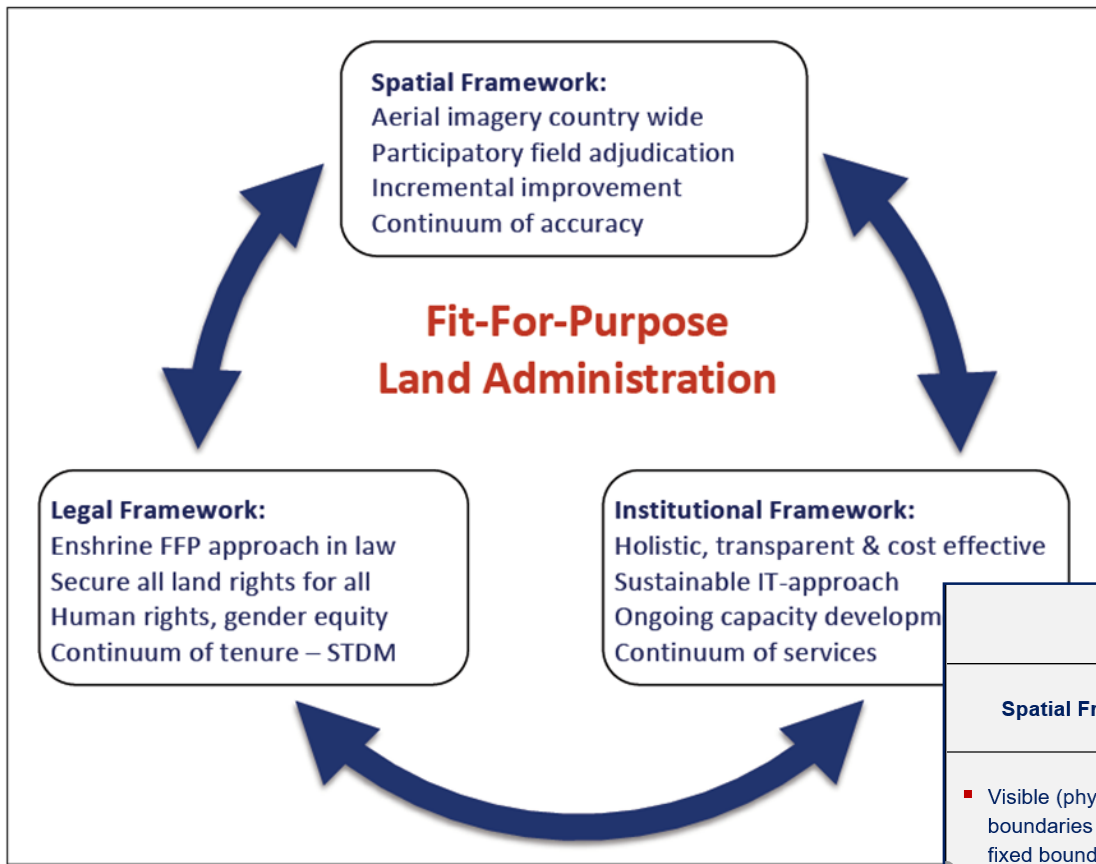 Spatial Framework:
Aerial imagery country wide
Participatory field adjudication
Incremental improvement
Continuum of accuracy
Fit-For-Purpose
Land Administration
Legal Framework:
Enshrine FFP approach in law
Secure all land rights for all
Human rights, gender equity
Continuum of tenure – STDM
Institutional Framework:
Holistic, transparent & cost effective
Sustainable IT-approach
Ongoing capacity developm
Continuum of services
Spatial Fr
▪ Visible (phy
boundaries
fixed bound